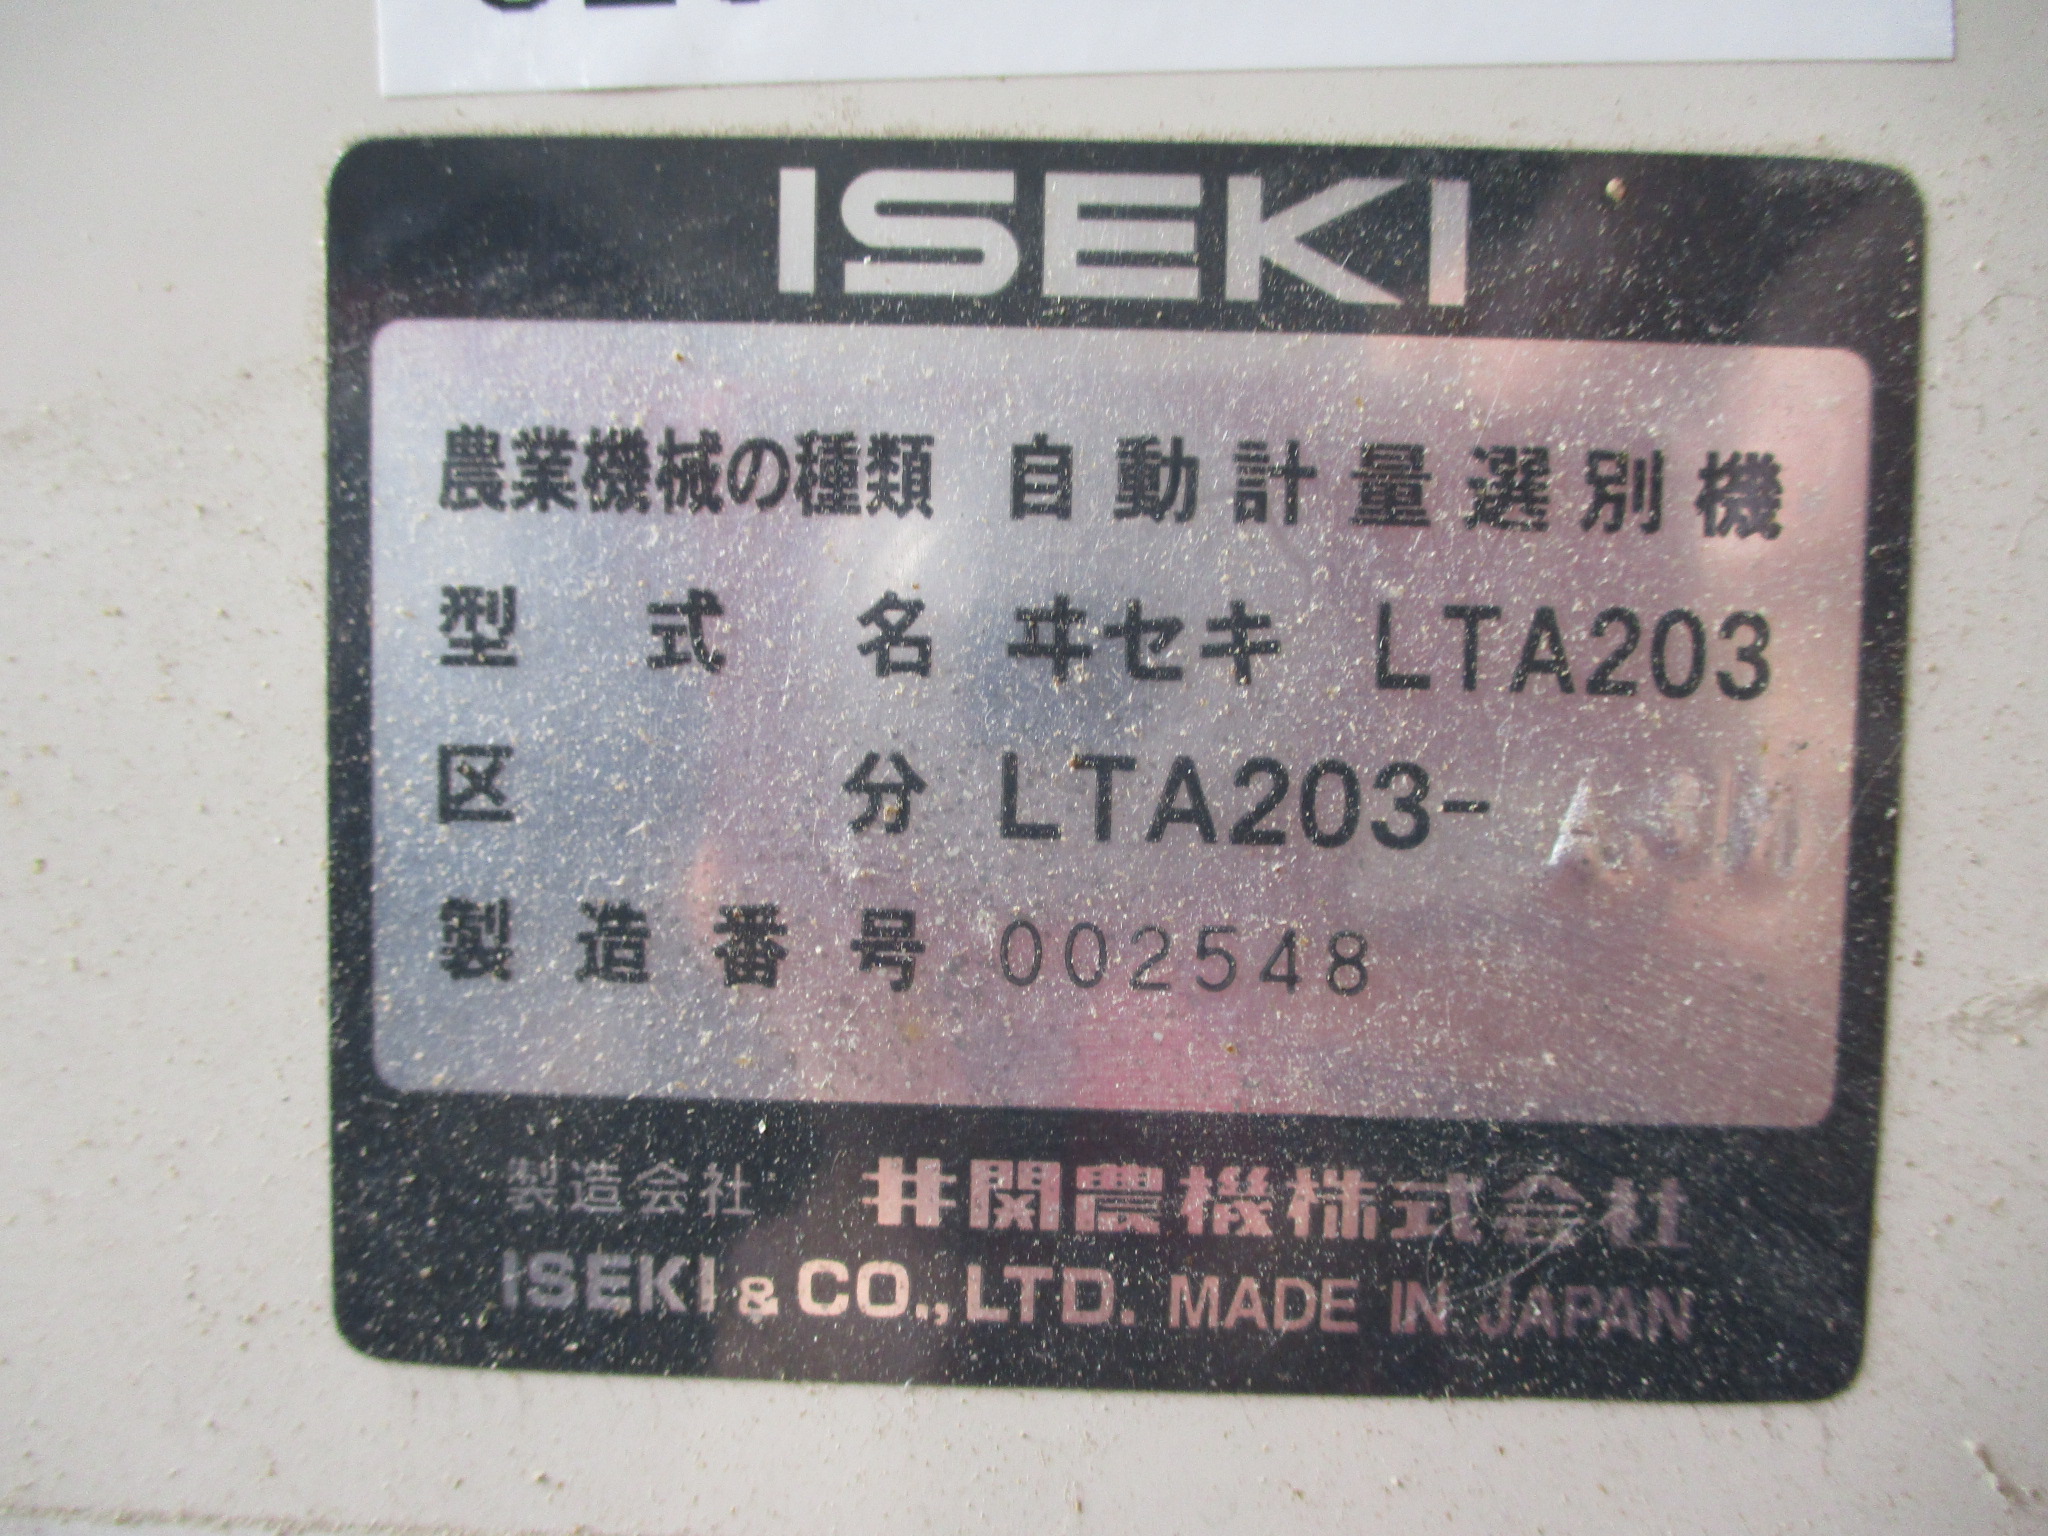 ISEKI
農業機械の種類 自動計量選別機
型式名 ヰセキ LTA203
区分 LTA203-
製造番号 002548
製造会社 井関農機株式会社
ISEKI & CO., LTD. MADE IN JAPAN